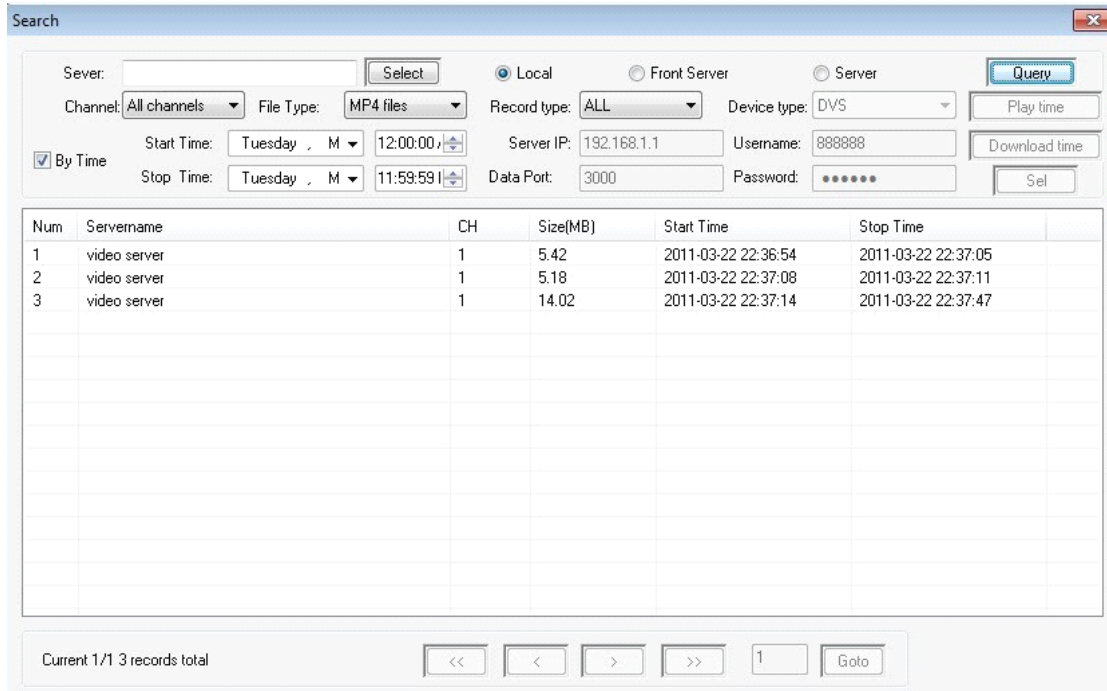 Search
Sever: Select Local Front Server Server Query
Channel: All channels File Type: MP4 files Record type: ALL Device type: DVS Play time
Start Time: Tuesday , M 12:00:00 Server IP: 192.168.1.1 Username: 888888 Download time
By Time
Stop Time: Tuesday , M 11:59:59 Data Port: 3000 Password: ●●●●●● Sel
Num Servername CH Size(MB) Start Time Stop Time
1 video server 1 5.42 2011-03-22 22:36:54 2011-03-22 22:37:05
2 video server 1 5.18 2011-03-22 22:37:08 2011-03-22 22:37:11
3 video server 1 14.02 2011-03-22 22:37:14 2011-03-22 22:37:47
Current 1/1 3 records total << < > >> 1 Goto